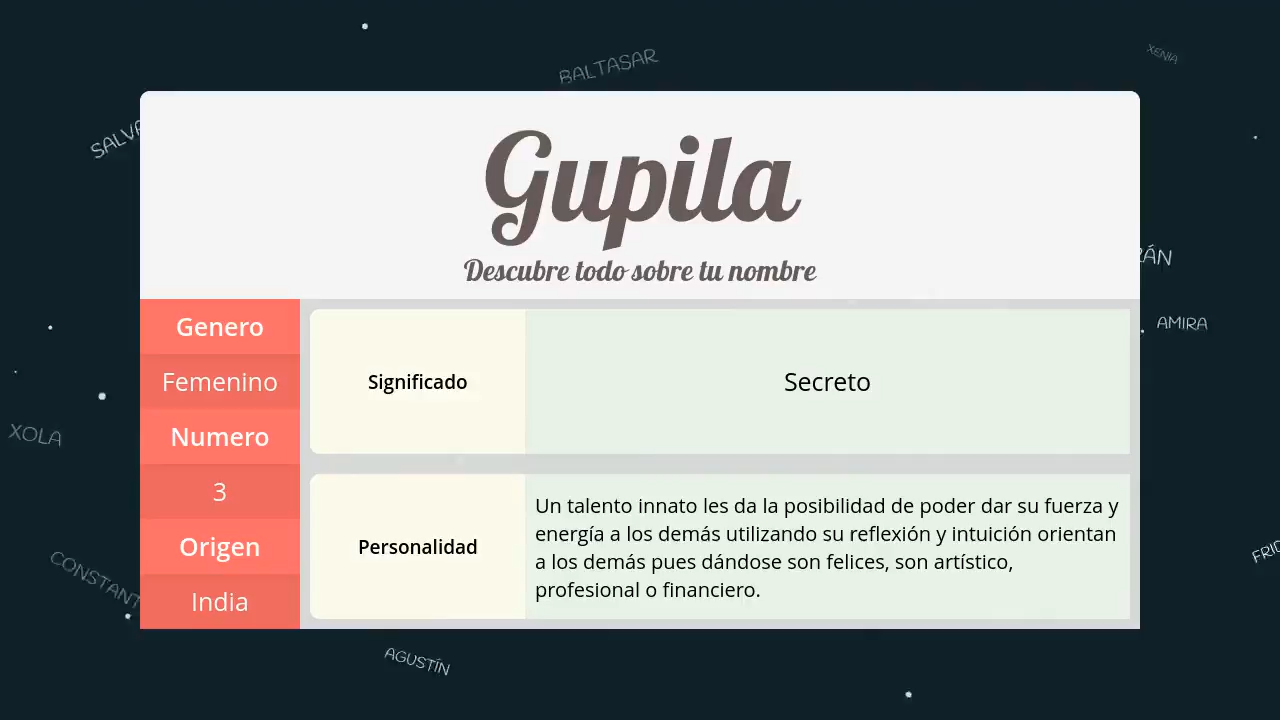 BALTASAR
XENIA
SALVA
Gupila
Descubre todo sobre tu nombre
RÁN
AMIRA
Genero
Femenino
Numero
3
Origen
India
Significado
Secreto
Personalidad
Un talento innato les da la posibilidad de poder dar su fuerza y
energía a los demás utilizando su reflexión y intuición orientan
a los demás pues dándose son felices, son artístico,
profesional o financiero.
XOLA
CONSTANT
FRID
AGUSTÍN